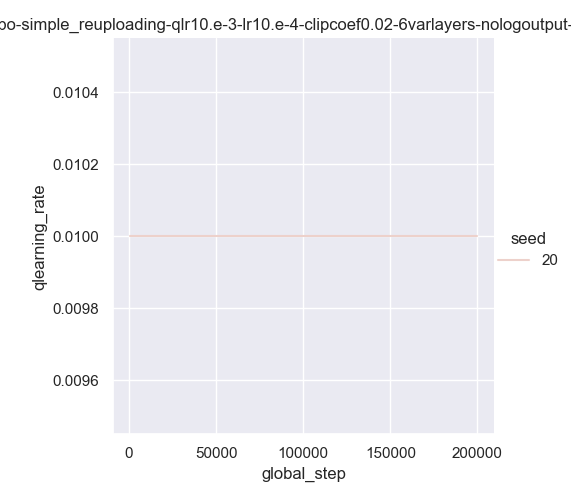 oo-simple_reuploading-qlr10.e-3-lr10.e-4-clipcoef0.02-6varlayers-nologoutput-
0.0104
0.0102
0.0100
0.0098
0.0096
qlearning_rate
0
50000
100000
150000
200000
global_step
seed
20